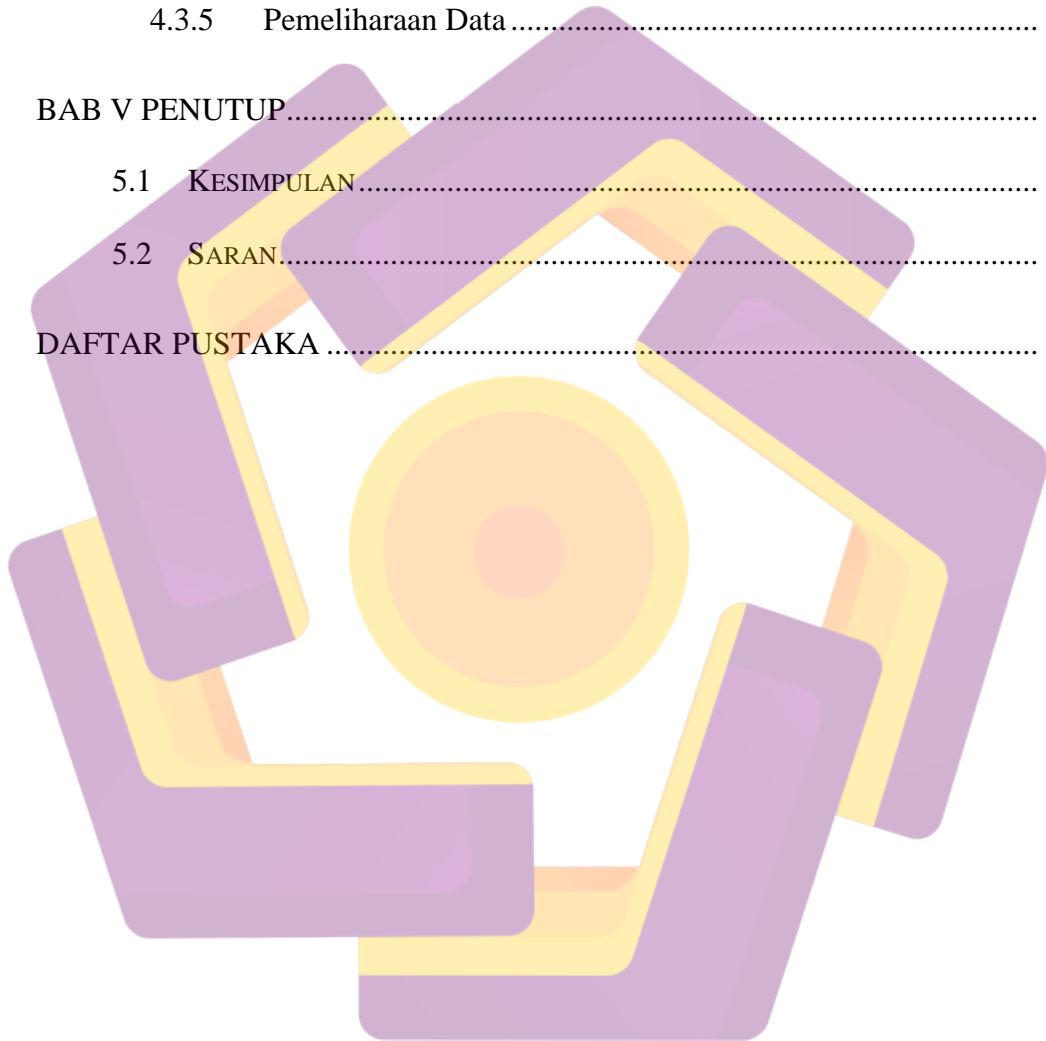 4.3.5 Pemeliharaan Data ....................................................................
BAB V PENUTUP..............................................................................................
5.1 KESIMPULAN.....................................................................................
5.2 SARAN...............................................................................................
DAFTAR PUSTAKA .........................................................................................